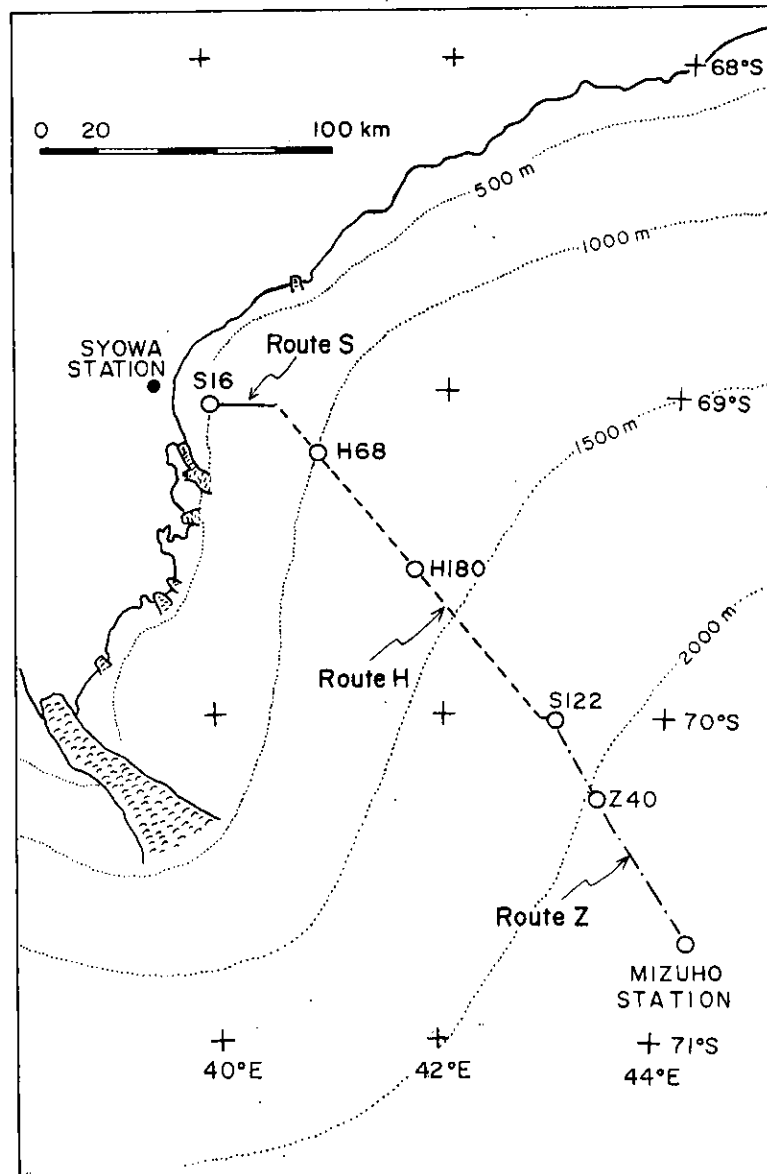 68°S
0 20 100 km
500 m
1000 m
SYOWA
STATION
Route S
S16
69°S
1500 m
H68
H180
2000 m
Route H
S122
70°S
Z40
Route Z
MIZUHO
STATION
71°S
40°E
42°E
44°E